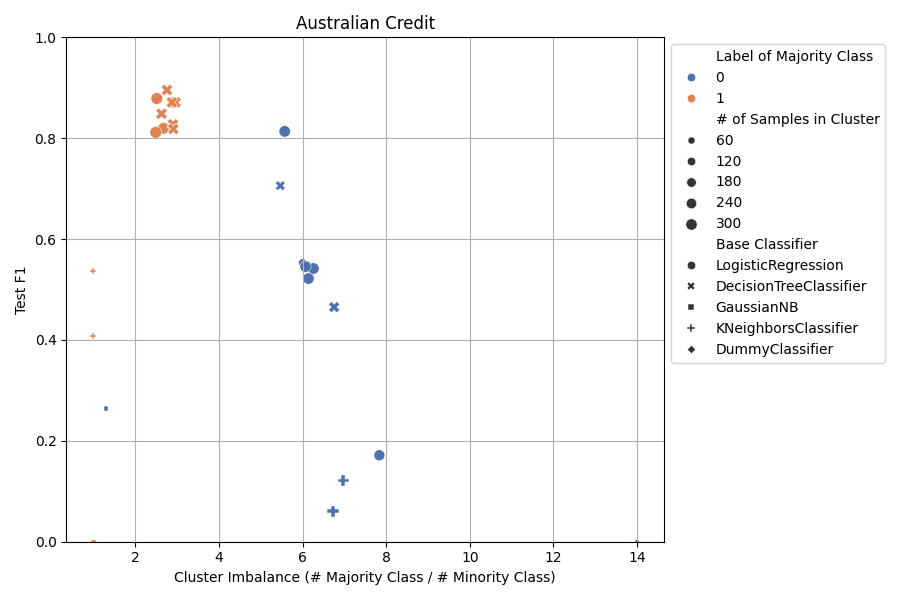 Australian Credit
1.0
0.8
0.6
0.4
0.2
0.0
Test F1
2
4
6
8
10
12
14
Cluster Imbalance (# Majority Class / # Minority Class)
Label of Majority Class
0
1
# of Samples in Cluster
60
120
180
240
300
Base Classifier
LogisticRegression
DecisionTreeClassifier
GaussianNB
KNeighborsClassifier
DummyClassifier